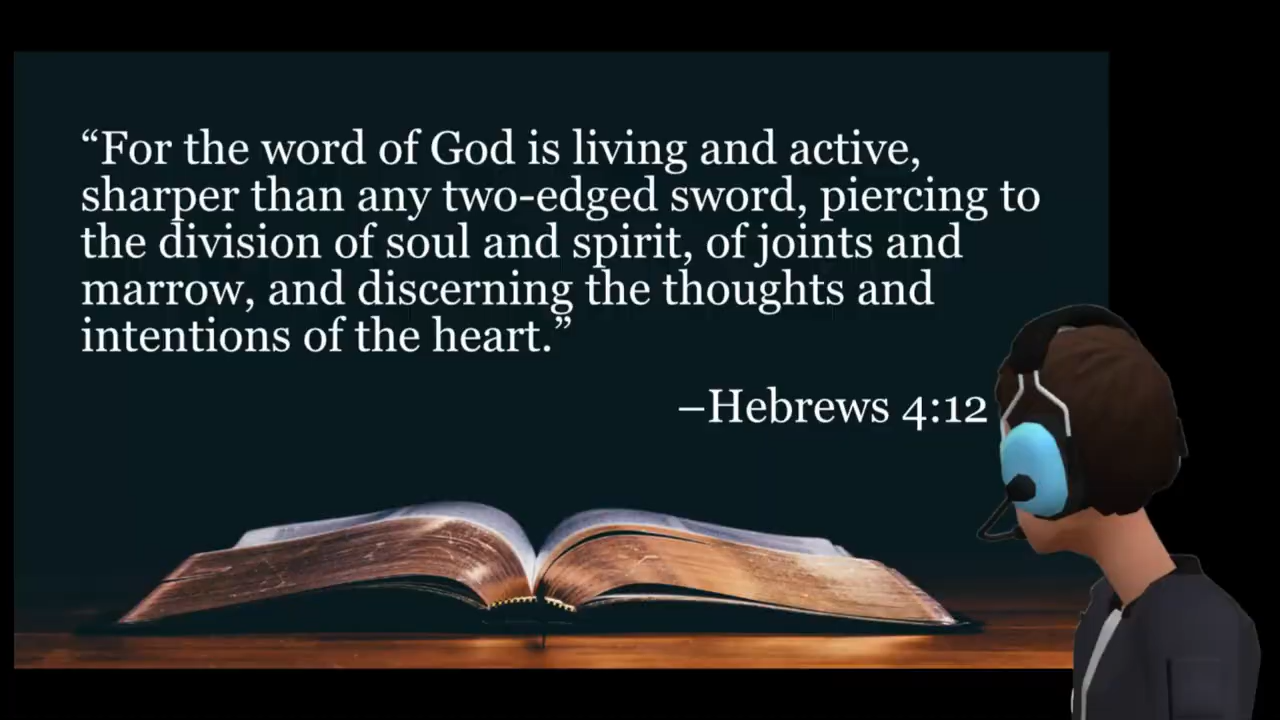 “For the word of God is living and active,
sharper than any two-edged sword, piercing to
the division of soul and spirit, of joints and
marrow, and discerning the thoughts and
intentions of the heart.”
–Hebrews 4:12